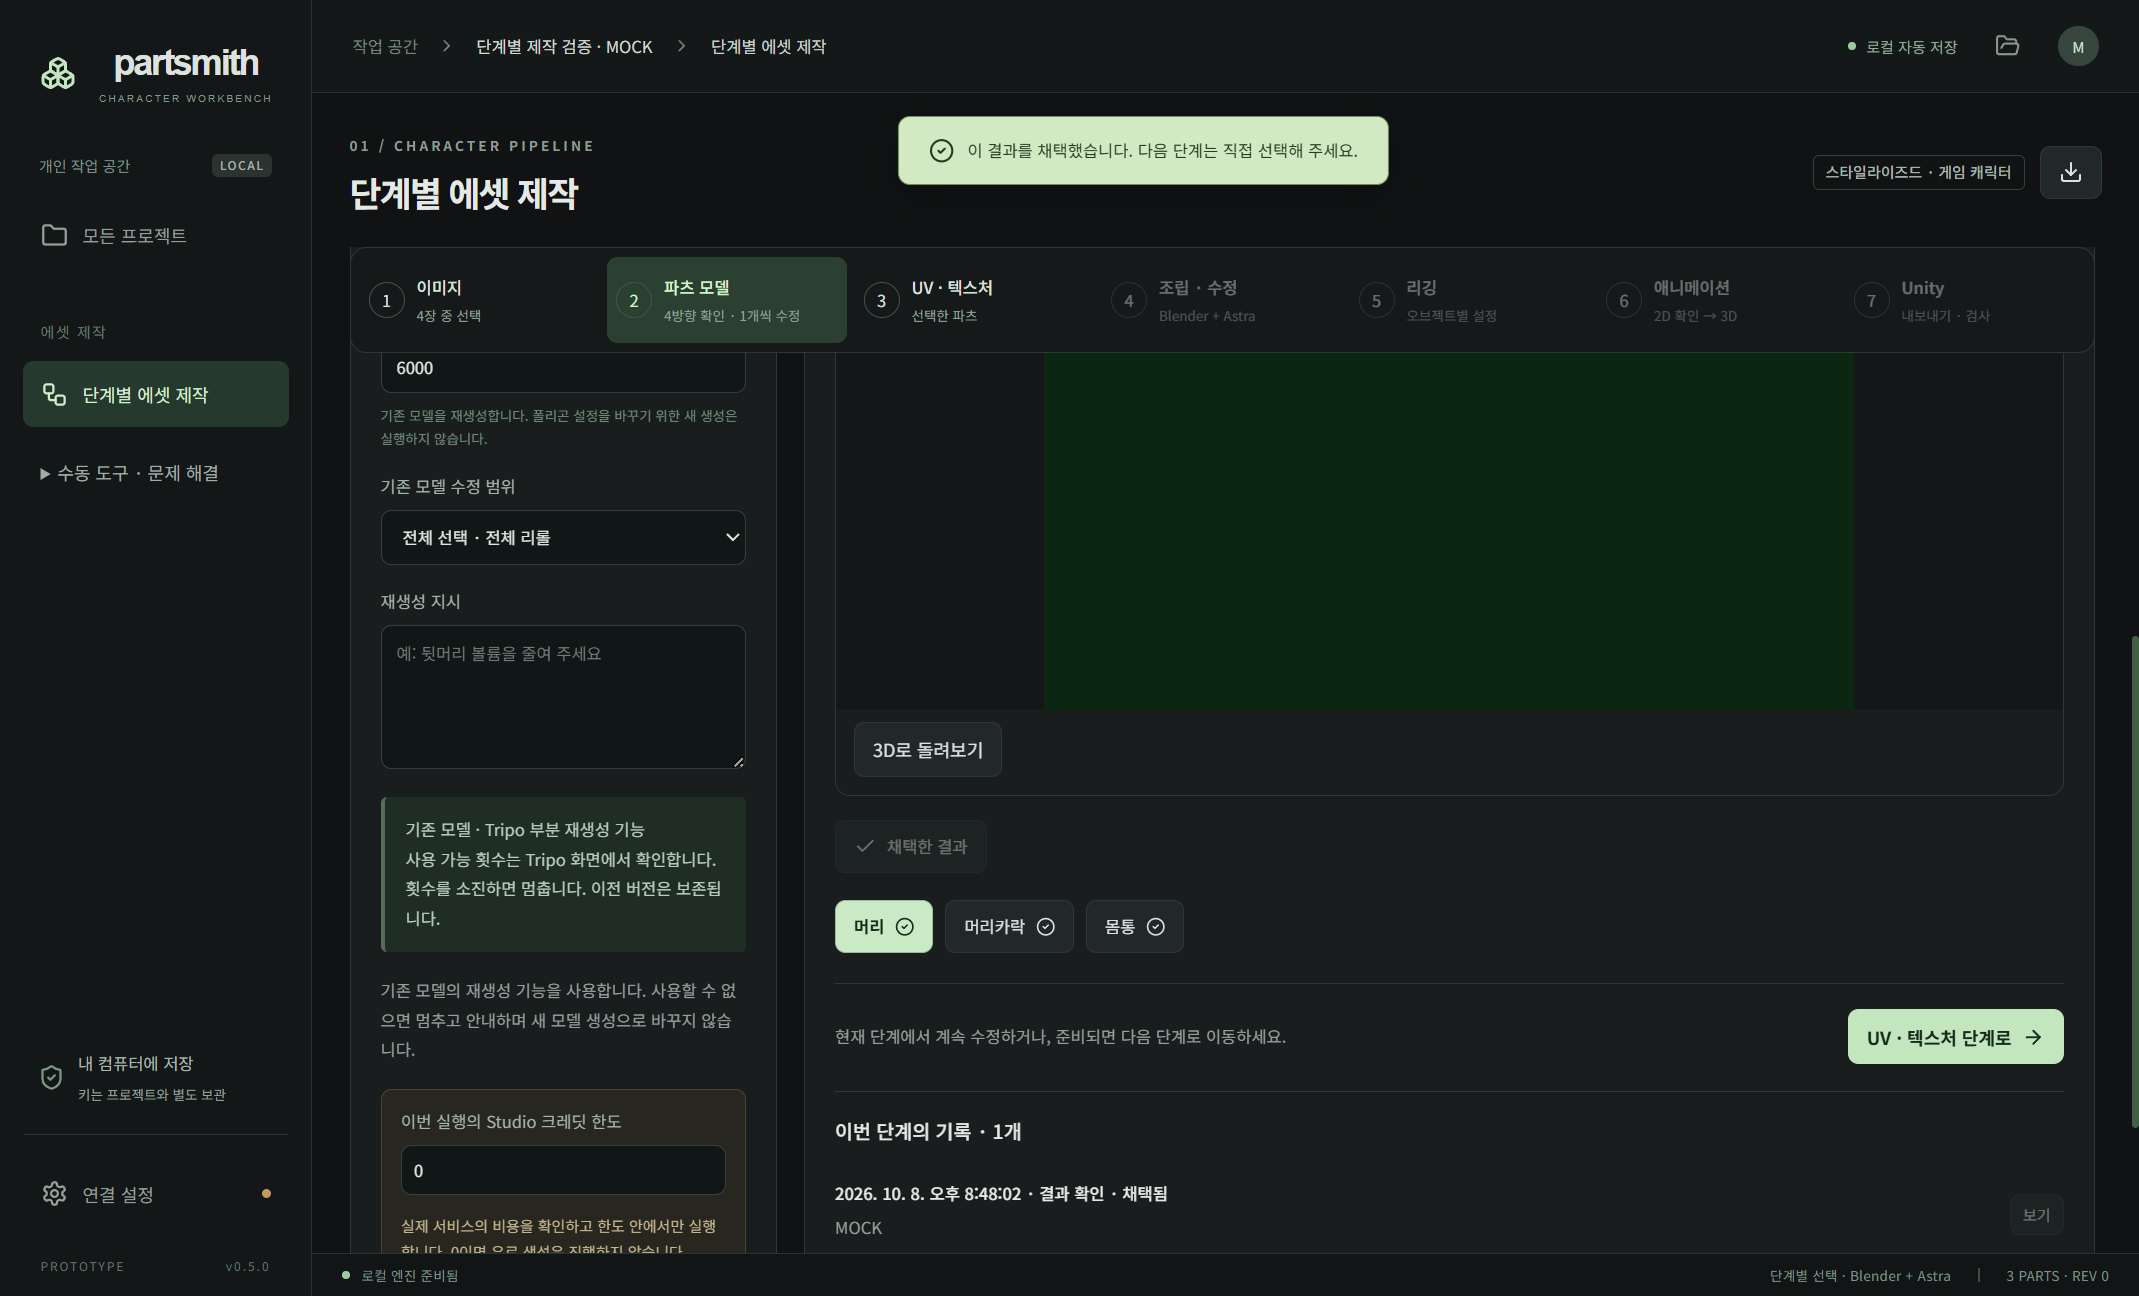 partsmith
CHARACTER WORKBENCH
개인 작업 공간
LOCAL
모든 프로젝트
에셋 제작
단계별 에셋 제작
수동 도구 · 문제 해결
내 컴퓨터에 저장
키는 프로젝트와 별도 보관
연결 설정
PROTOTYPE
v0.5.0
작업 공간
단계별 제작 검증 · MOCK
단계별 에셋 제작
로컬 자동 저장
M
01 / CHARACTER PIPELINE
단계별 에셋 제작
이 결과를 채택했습니다. 다음 단계는 직접 선택해 주세요.
스타일라이즈드 · 게임 캐릭터
1
이미지
4장 중 선택
2
파츠 모델
4방향 확인 · 1개씩 수정
3
UV · 텍스처
선택한 파츠
4
조립 · 수정
Blender + Astra
5
리깅
오브젝트별 설정
6
애니메이션
2D 확인 → 3D
7
Unity
내보내기 · 검사
6000
기존 모델을 재생성합니다. 폴리곤 설정을 바꾸기 위한 새 생성은
실행하지 않습니다.
기존 모델 수정 범위
전체 선택 · 전체 리롤
재생성 지시
예: 뒷머리 볼륨을 줄여 주세요
기존 모델 · Tripo 부분 재생성 기능
사용 가능 횟수는 Tripo 화면에서 확인합니다.
횟수를 소진하면 멈춥니다. 이전 버전은 보존됩
니다.
기존 모델의 재생성 기능을 사용합니다. 사용할 수 없
으면 멈추고 안내하며 새 모델 생성으로 바꾸지 않습
니다.
이번 실행의 Studio 크레딧 한도
0
실제 서비스의 비용을 확인하고 한도 안에서만 실행
합니다. 0이면 유료 생성을 진행하지 않습니다.
3D로 돌려보기
채택한 결과
머리
머리카락
몸통
현재 단계에서 계속 수정하거나, 준비되면 다음 단계로 이동하세요.
UV · 텍스처 단계로
이번 단계의 기록 · 1개
2026. 10. 8. 오후 8:48:02 · 결과 확인 · 채택됨
MOCK
보기
로컬 엔진 준비됨
단계별 선택 · Blender + Astra
3 PARTS · REV 0